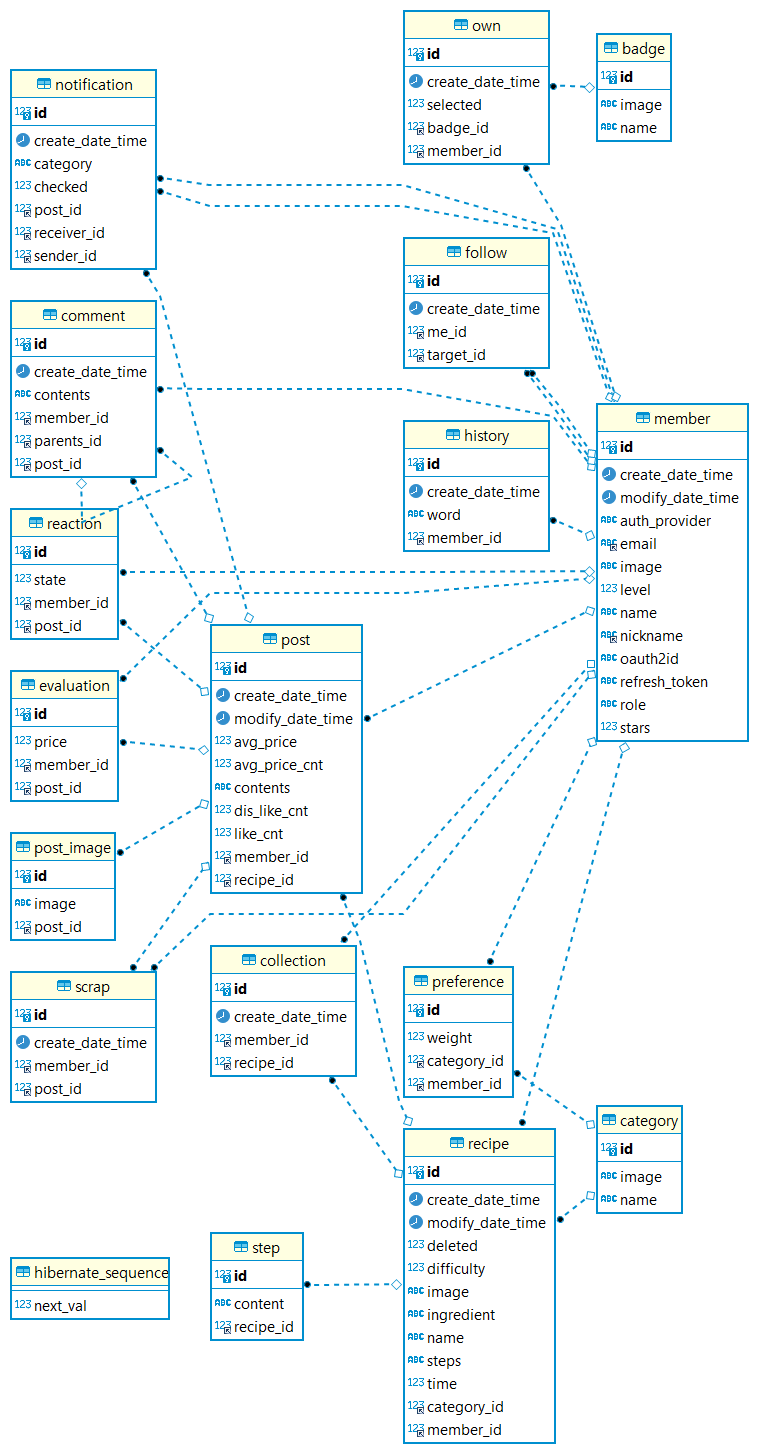 own
id
create_date_time
selected
badge_id
member_id
badge
id
image
name
notification
id
create_date_time
category
checked
post_id
receiver_id
sender_id
follow
id
create_date_time
me_id
target_id
comment
id
create_date_time
contents
member_id
parents_id
post_id
history
id
create_date_time
word
member_id
member
id
create_date_time
modify_date_time
auth_provider
email
image
level
name
nickname
oauth2id
refresh_token
role
stars
reaction
id
state
member_id
post_id
post
id
create_date_time
modify_date_time
avg_price
avg_price_cnt
contents
dis_like_cnt
like_cnt
member_id
recipe_id
evaluation
id
price
member_id
post_id
post_image
id
image
post_id
scrap
id
create_date_time
member_id
post_id
collection
id
create_date_time
member_id
recipe_id
preference
id
weight
category_id
member_id
category
id
image
name
recipe
id
create_date_time
modify_date_time
deleted
difficulty
image
ingredient
name
steps
time
category_id
member_id
step
id
content
recipe_id
hibernate_sequence
next_val